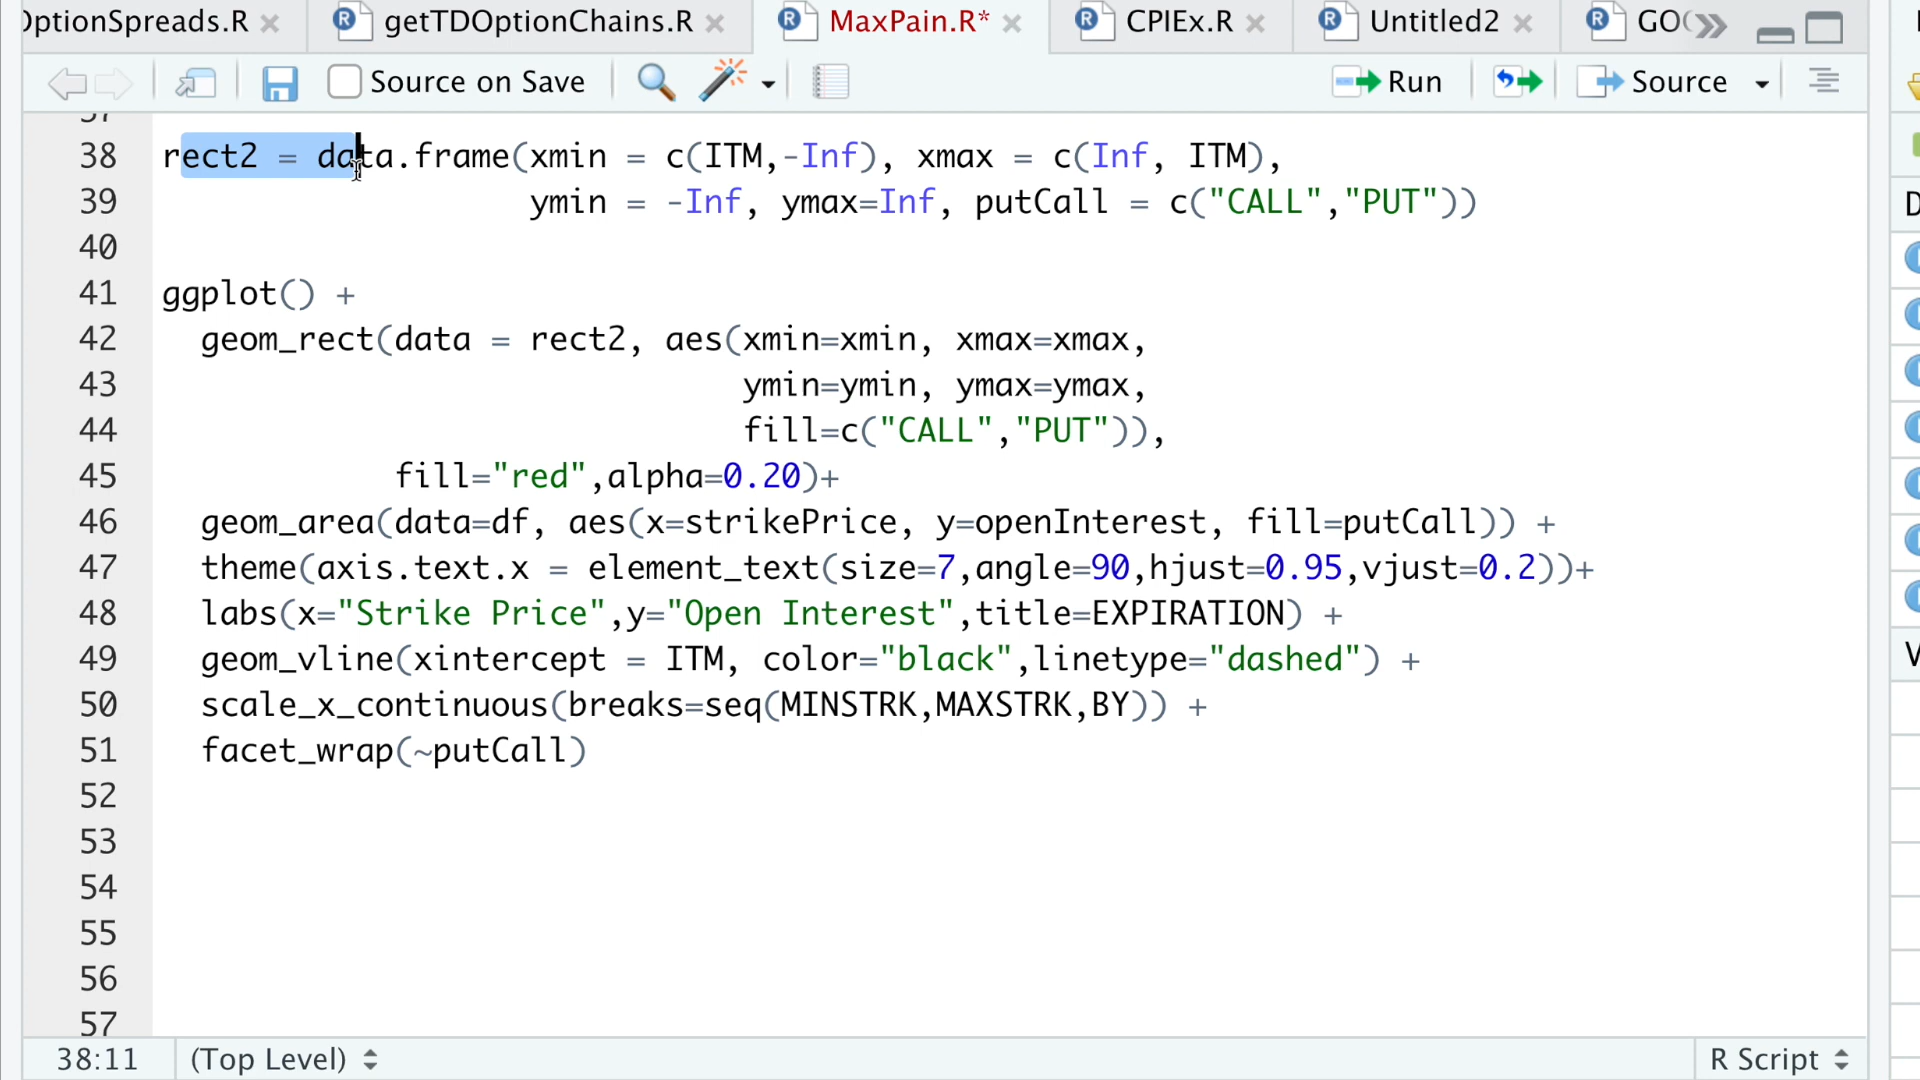 OptionSpreads.R getTDOptionChains.R MaxPain.R* CPIEx.R Untitled2
Source on Save Run Source
37
38 rect2 = data.frame(xmin = c(ITM,-Inf), xmax = c(Inf, ITM),
39 ymin = -Inf, ymax=Inf, putCall = c("CALL","PUT"))
40
41 ggplot() +
42 geom_rect(data = rect2, aes(xmin=xmin, xmax=xmax,
43 ymin=ymin, ymax=ymax,
44 fill=c("CALL","PUT")),
45 fill="red",alpha=0.20)+
46 geom_area(data=df, aes(x=strikePrice, y=openInterest, fill=putCall)) +
47 theme(axis.text.x = element_text(size=7,angle=90,hjust=0.95,vjust=0.2))+
48 labs(x="Strike Price",y="Open Interest",title=EXPIRATION) +
49 geom_vline(xintercept = ITM, color="black",linetype="dashed") +
50 scale_x_continuous(breaks=seq(MINSTRK,MAXSTRK,BY)) +
51 facet_wrap(~putCall)
52
53
54
55
56
57
38:11 (Top Level) R Script